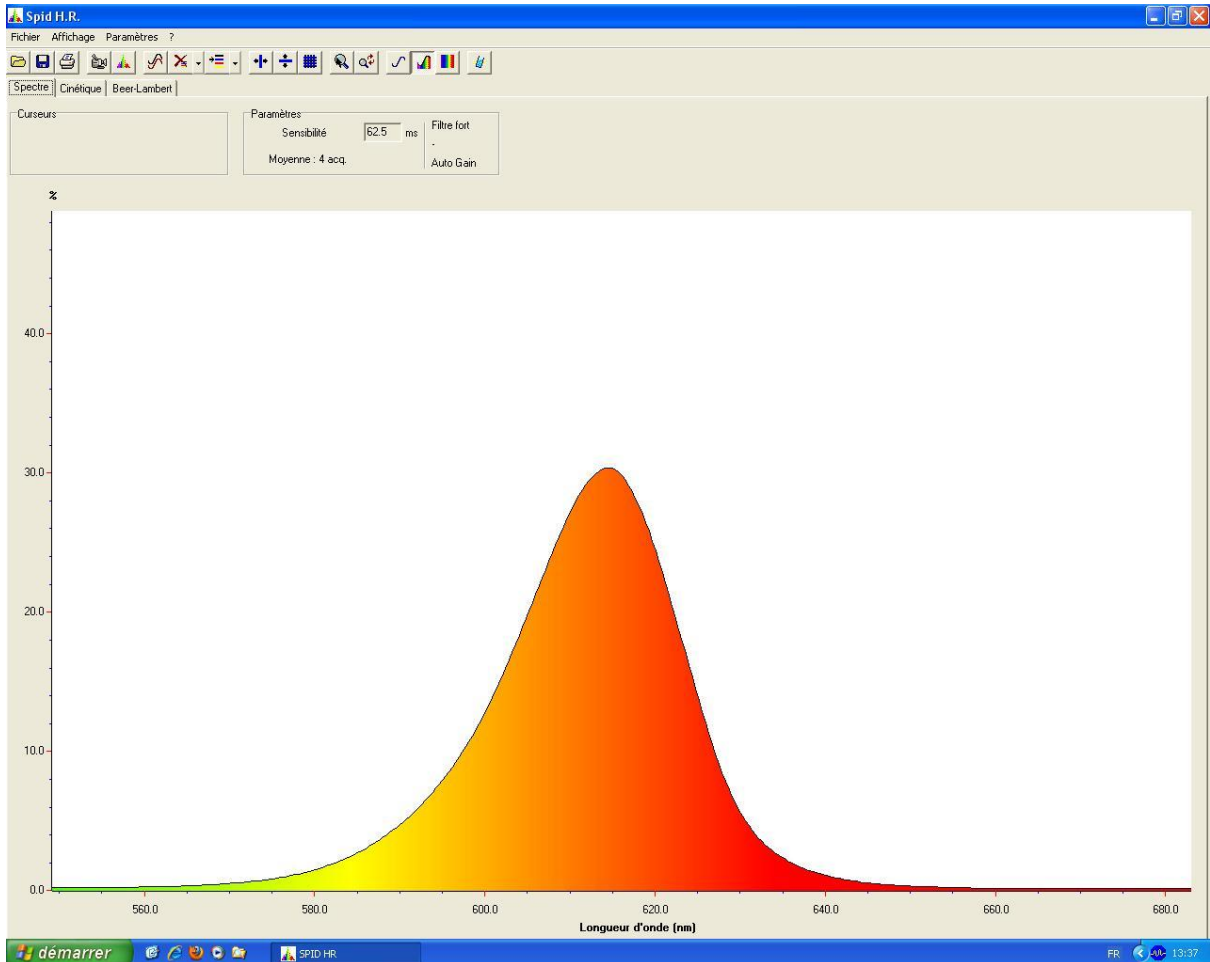 Spid H.R.
Fichier Affichage Paramètres ?
Spectre Cinétique Beer-Lambert
Curseurs
Paramètres
Sensibilité 62.5 ms
Filtre fort
-
Moyenne : 4 acq.
Auto Gain
%
40.0
30.0
20.0
10.0
0.0
560.0 580.0 600.0 620.0 640.0 660.0 680.0
Longueur d'onde (nm)
démarrer SPID HR FR 13:37